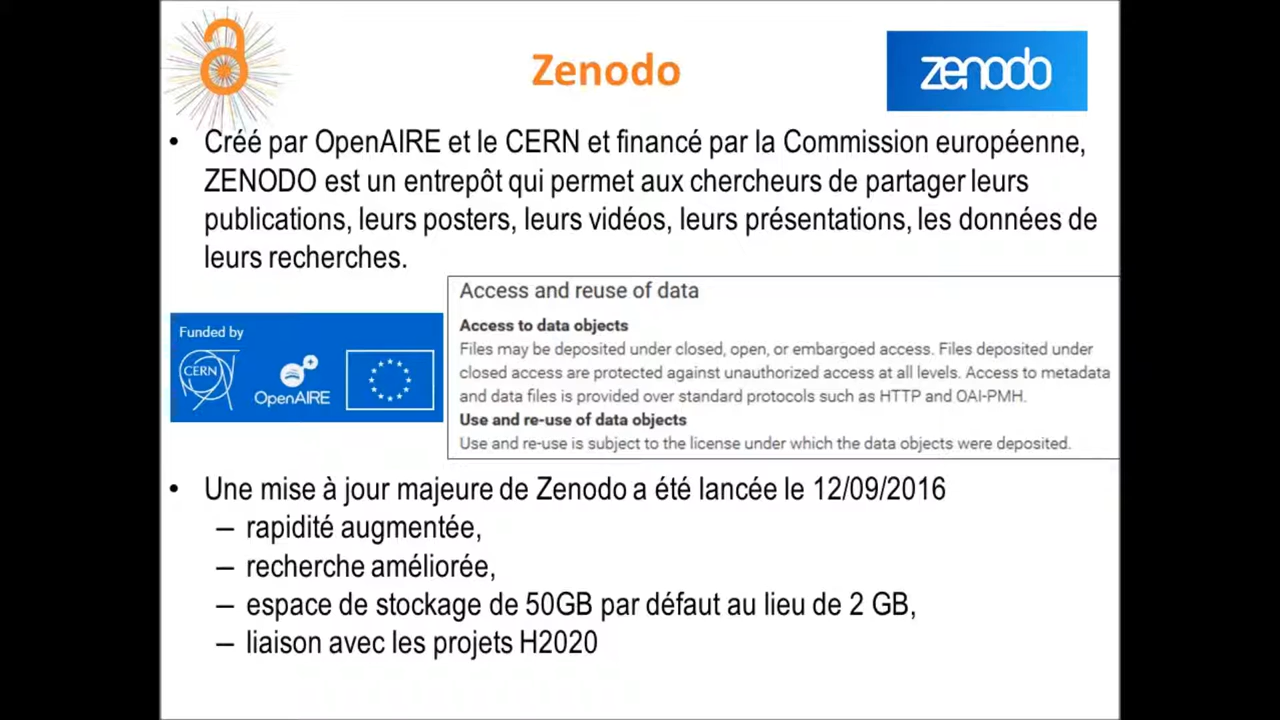 Zenodo
zenodo
• Créé par OpenAIRE et le CERN et financé par la Commission européenne,
ZENODO est un entrepôt qui permet aux chercheurs de partager leurs
publications, leurs posters, leurs vidéos, leurs présentations, les données de
leurs recherches.
Access and reuse of data
Access to data objects
Files may be deposited under closed, open, or embargoed access. Files deposited under
closed access are protected against unauthorized access at all levels. Access to metadata
and data files is provided over standard protocols such as HTTP and OAI-PMH.
Use and re-use of data objects
Use and re-use is subject to the license under which the data objects were deposited.
Funded by
CERN
OpenAIRE
• Une mise à jour majeure de Zenodo a été lancée le 12/09/2016
– rapidité augmentée,
– recherche améliorée,
– espace de stockage de 50GB par défaut au lieu de 2 GB,
– liaison avec les projets H2020